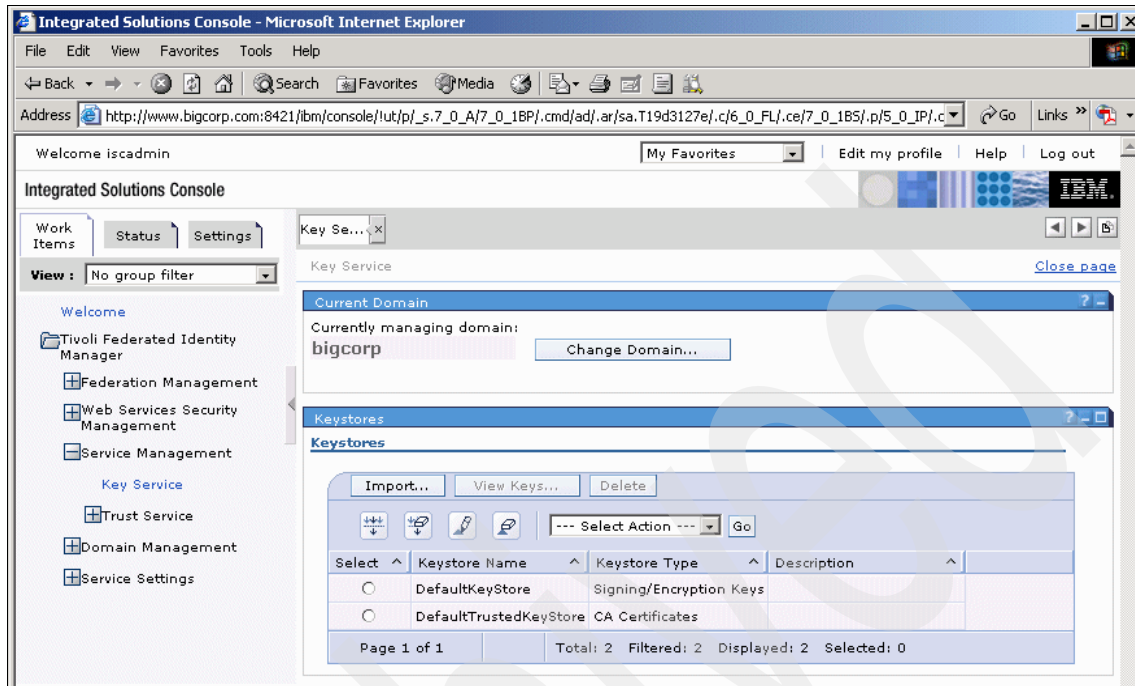 Integrated Solutions Console - Microsoft Internet Explorer
File Edit View Favorites Tools Help
Back Search Favorites Media
Address http://www.bigcorp.com:8421/ibm/console/!ut/p/_s.7_0_A/7_0_1BP/.cmd/ad/.ar/sa.T19d3127e/.c/6_0_FL/.ce/7_0_1B5/.p/5_0_IP/.c Go Links »
Welcome iscadmin My Favorites Edit my profile Help Log out
Integrated Solutions Console IBM.
Work Items Status Settings
View : No group filter
Welcome
Tivoli Federated Identity
Manager
Federation Management
Web Services Security
Management
Service Management
Key Service
Trust Service
Domain Management
Service Settings
Key Se...
Key Service Close page
Current Domain ?
Currently managing domain:
bigcorp Change Domain...
Keystores ?
Keystores
Import... View Keys... Delete
--- Select Action --- Go
Select Keystore Name Keystore Type Description
DefaultKeyStore Signing/Encryption Keys
DefaultTrustedKeyStore CA Certificates
Page 1 of 1 Total: 2 Filtered: 2 Displayed: 2 Selected: 0